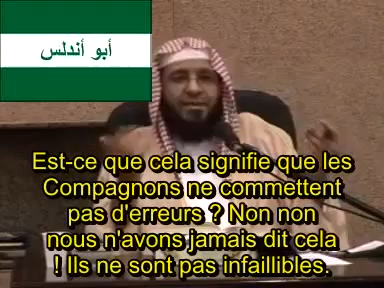 أبو أندلس
Est-ce que cela signifie que les
Compagnons ne commettent
pas d'erreurs ? Non non
nous n'avons jamais dit cela
! Ils ne sont pas infaillibles.